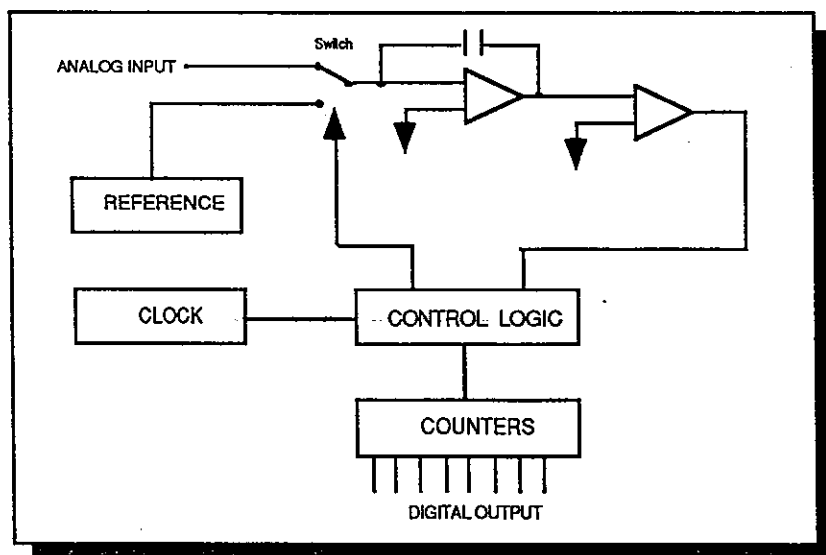 Switch
ANALOG INPUT
REFERENCE
CLOCK
CONTROL LOGIC
COUNTERS
DIGITAL OUTPUT